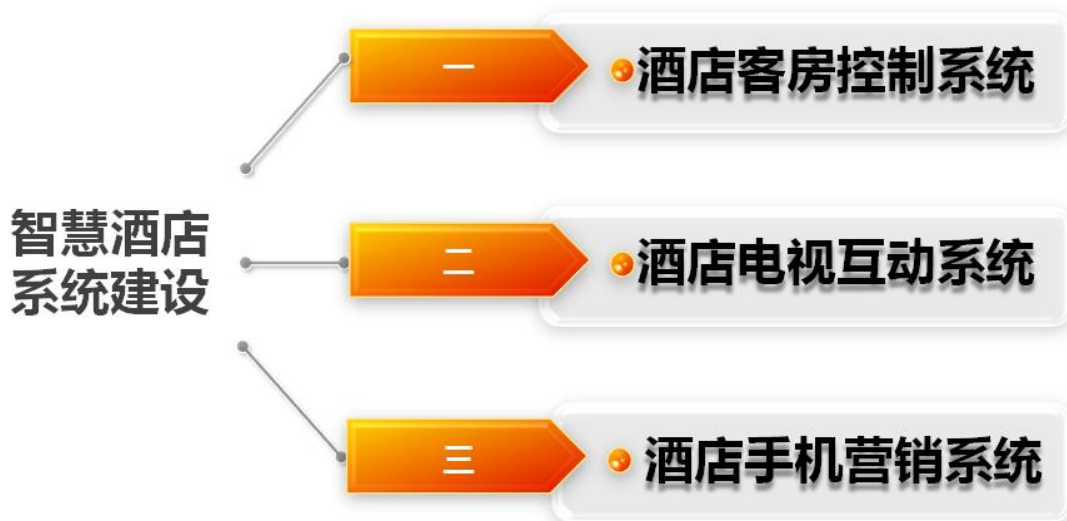 智慧酒店
系统建设
一
酒店客房控制系统
二
酒店电视互动系统
三
酒店手机营销系统